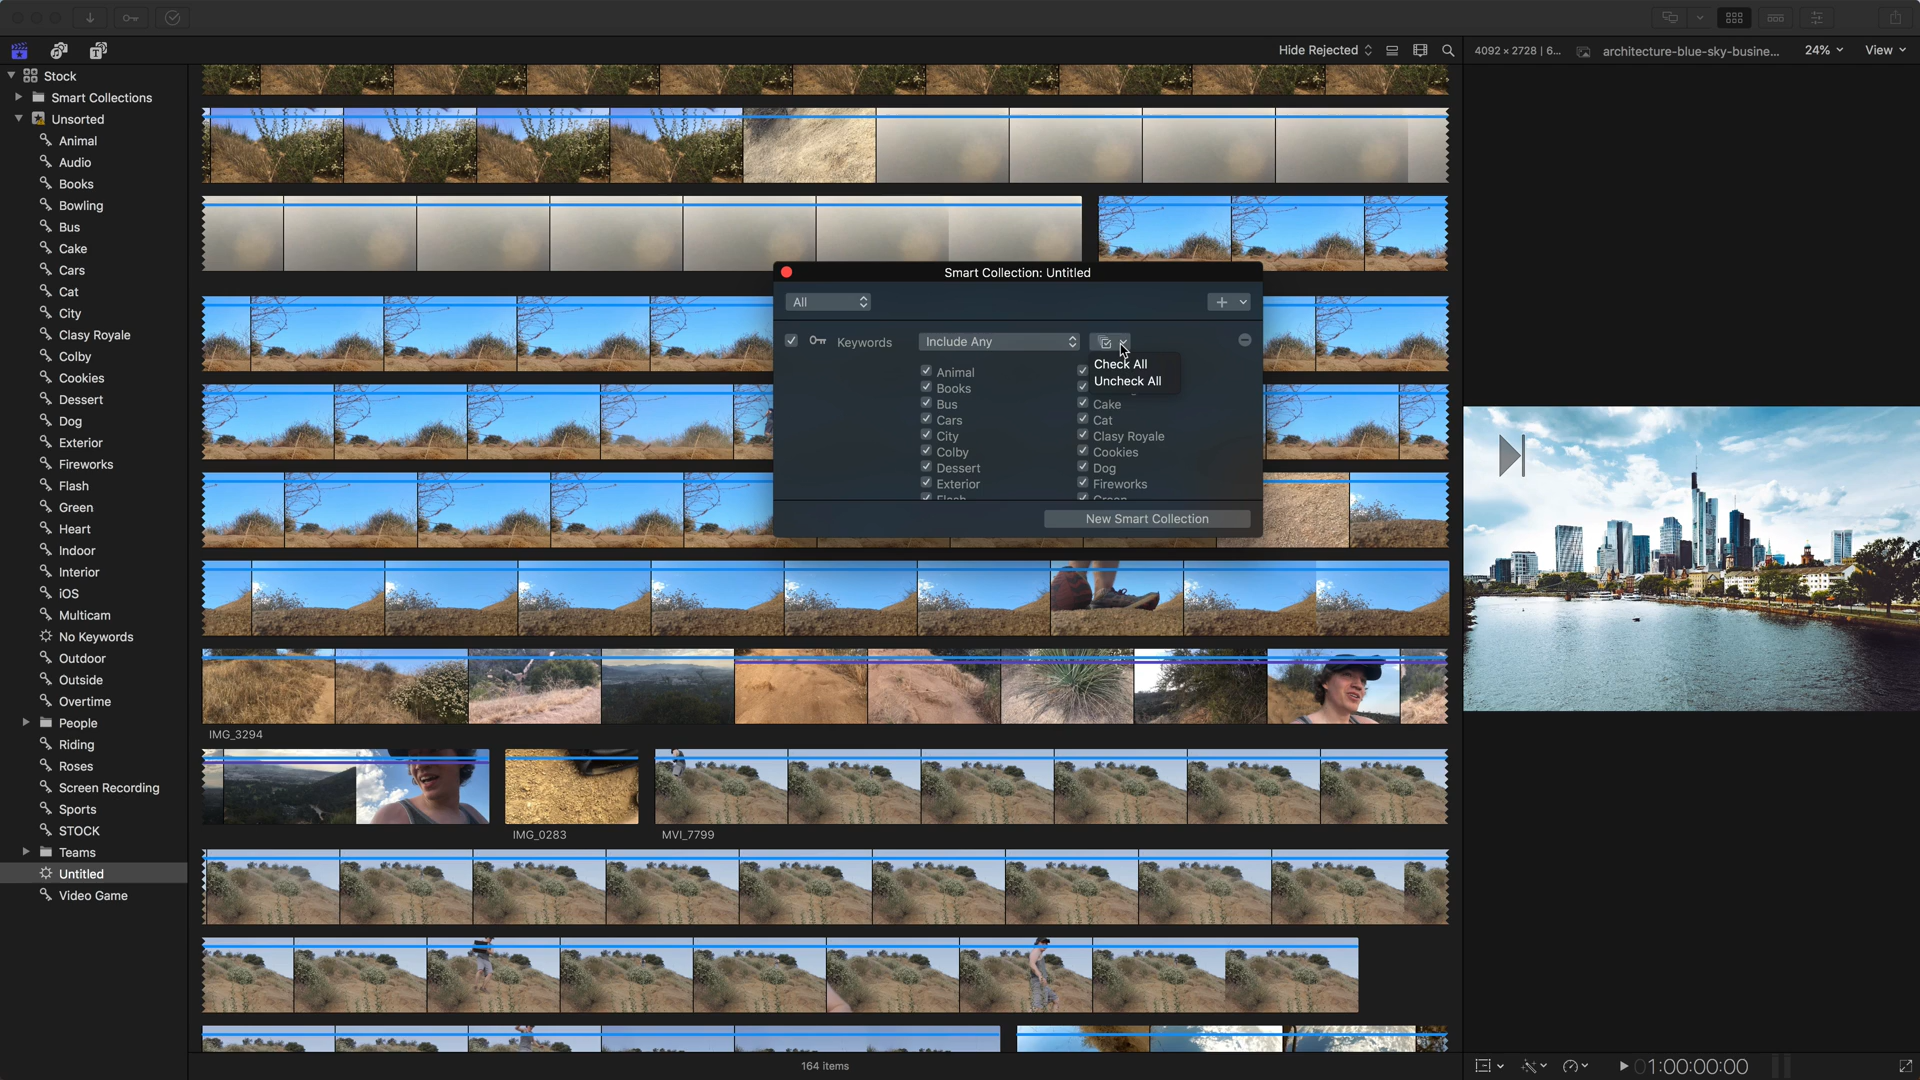 Hide Rejected
4092 × 2728 | 6...
architecture-blue-sky-busine...
24%
View
Stock
Smart Collections
Unsorted
Animal
Audio
Books
Bowling
Bus
Cake
Cars
Cat
City
Clasy Royale
Colby
Cookies
Dessert
Dog
Exterior
Fireworks
Flash
Green
Heart
Indoor
Interior
iOS
Multicam
No Keywords
Outdoor
Outside
Overtime
People
Riding
Roses
Screen Recording
Sports
STOCK
Teams
Untitled
Video Game
Smart Collection: Untitled
All
Keywords
Include Any
Check All
Uncheck All
Animal
Books
Bus
Cake
Cars
Cat
City
Clasy Royale
Colby
Cookies
Dessert
Dog
Exterior
Fireworks
Flash
Green
New Smart Collection
IMG_3294
IMG_0283
MVI_7799
164 items
01:00:00:00